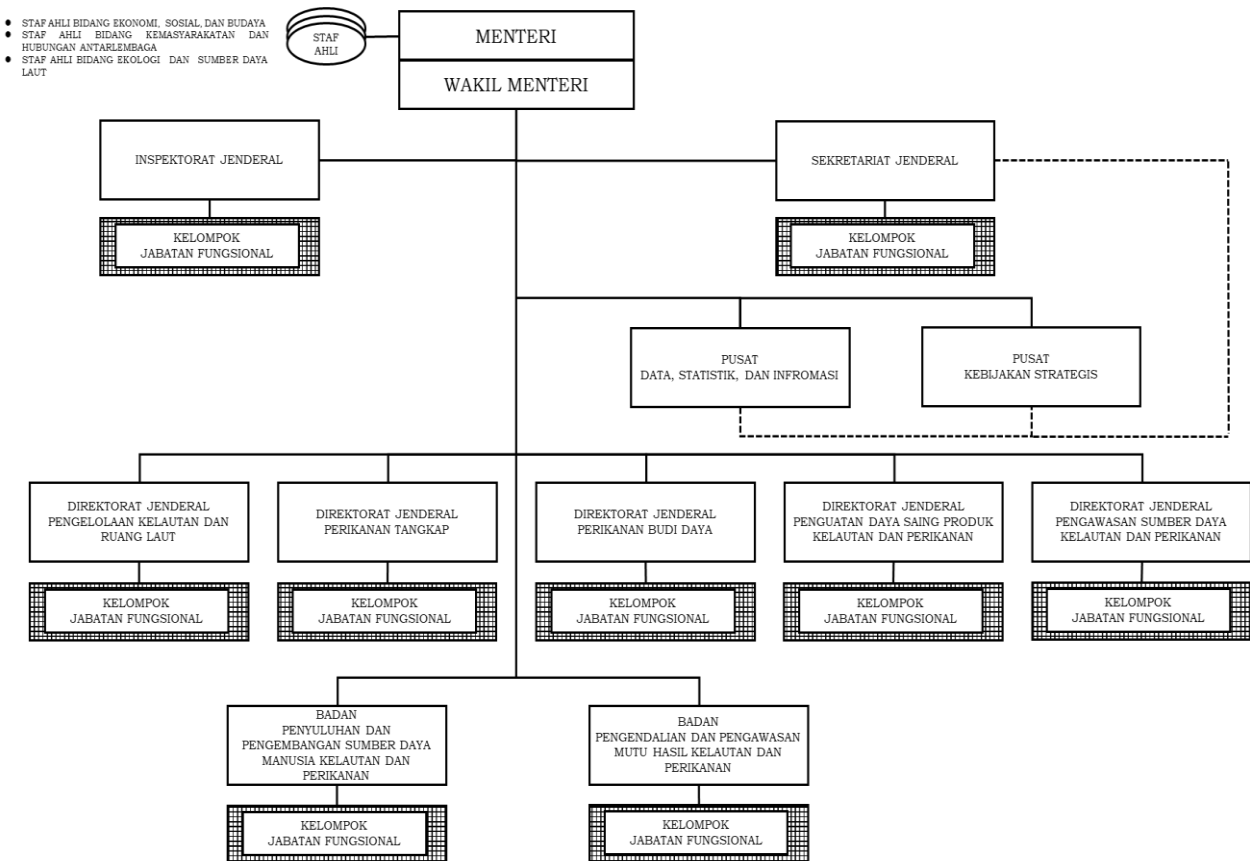 STAF AHLI BIDANG EKONOMI, SOSIAL, DAN BUDAYA
STAF AHLI BIDANG KEMASYARAKATAN DAN
HUBUNGAN ANTARLEMBAGA
STAF AHLI BIDANG EKOLOGI DAN SUMBER DAYA
LAUT
STAF
AHLI
MENTERI
WAKIL MENTERI
INSPEKTORAT JENDERAL
KELOMPOK
JABATAN FUNGSIONAL
SEKRETARIAT JENDERAL
KELOMPOK
JABATAN FUNGSIONAL
PUSAT
DATA, STATISTIK, DAN INFROMASI
PUSAT
KEBIJAKAN STRATEGIS
DIREKTORAT JENDERAL
PENGELOLAAN KELAUTAN DAN
RUANG LAUT
KELOMPOK
JABATAN FUNGSIONAL
DIREKTORAT JENDERAL
PERIKANAN TANGKAP
KELOMPOK
JABATAN FUNGSIONAL
DIREKTORAT JENDERAL
PERIKANAN BUDI DAYA
KELOMPOK
JABATAN FUNGSIONAL
DIREKTORAT JENDERAL
PENGUATAN DAYA SAING PRODUK
KELAUTAN DAN PERIKANAN
KELOMPOK
JABATAN FUNGSIONAL
DIREKTORAT JENDERAL
PENGAWASAN SUMBER DAYA
KELAUTAN DAN PERIKANAN
KELOMPOK
JABATAN FUNGSIONAL
BADAN
PENYULUHAN DAN
PENGEMBANGAN SUMBER DAYA
MANUSIA KELAUTAN DAN
PERIKANAN
KELOMPOK
JABATAN FUNGSIONAL
BADAN
PENGENDALIAN DAN PENGAWASAN
MUTU HASIL KELAUTAN DAN
PERIKANAN
KELOMPOK
JABATAN FUNGSIONAL